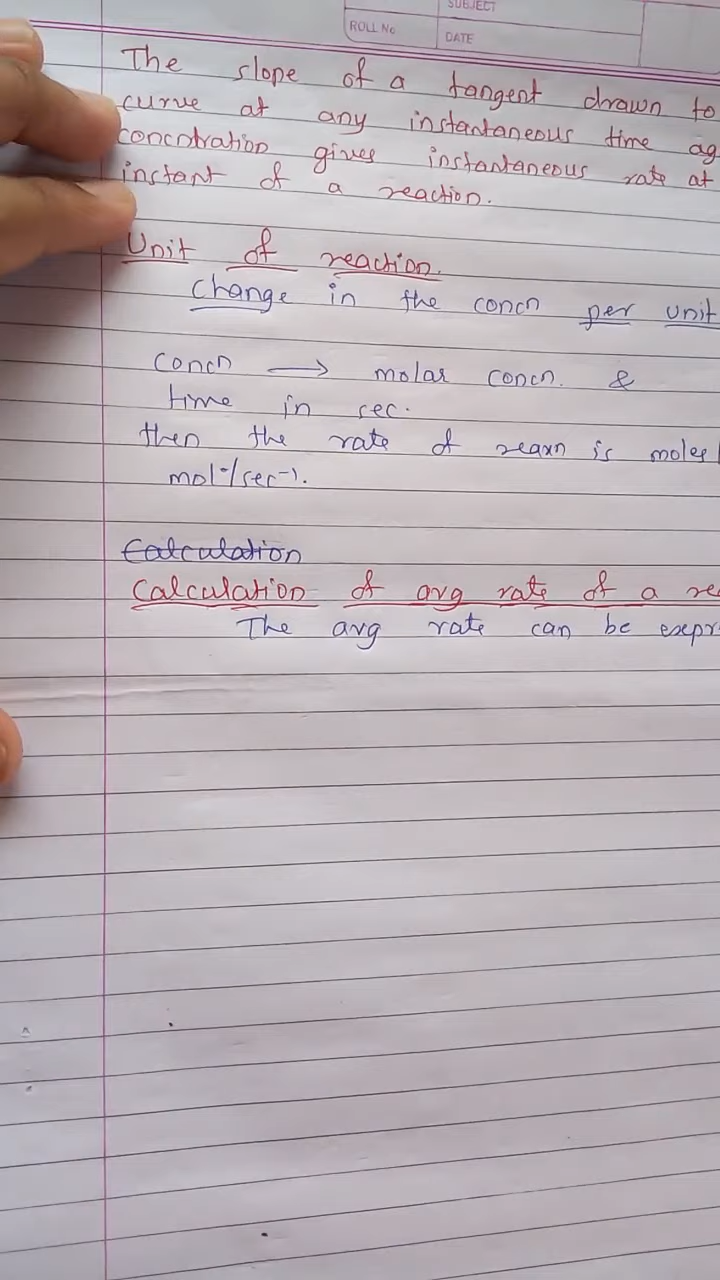 SUBJECT
ROLL No
DATE
The slope of a tangent drawn to
curve at any instantaneous time ag
concntration gives instantaneous rate at
instant of a reaction.
Unit of reaction.
Change in the concn per unit
concn → molar concn. &
time in sec.
then the rate of reaxn is moles
mol⁻/sec⁻¹.
Calculation
Calculation of avg rate of a re
The avg rate can be exepr